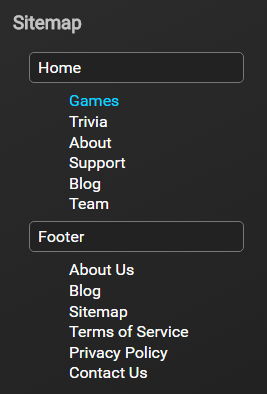 Sitemap
Home
Games
Trivia
About
Support
Blog
Team
Footer
About Us
Blog
Sitemap
Terms of Service
Privacy Policy
Contact Us